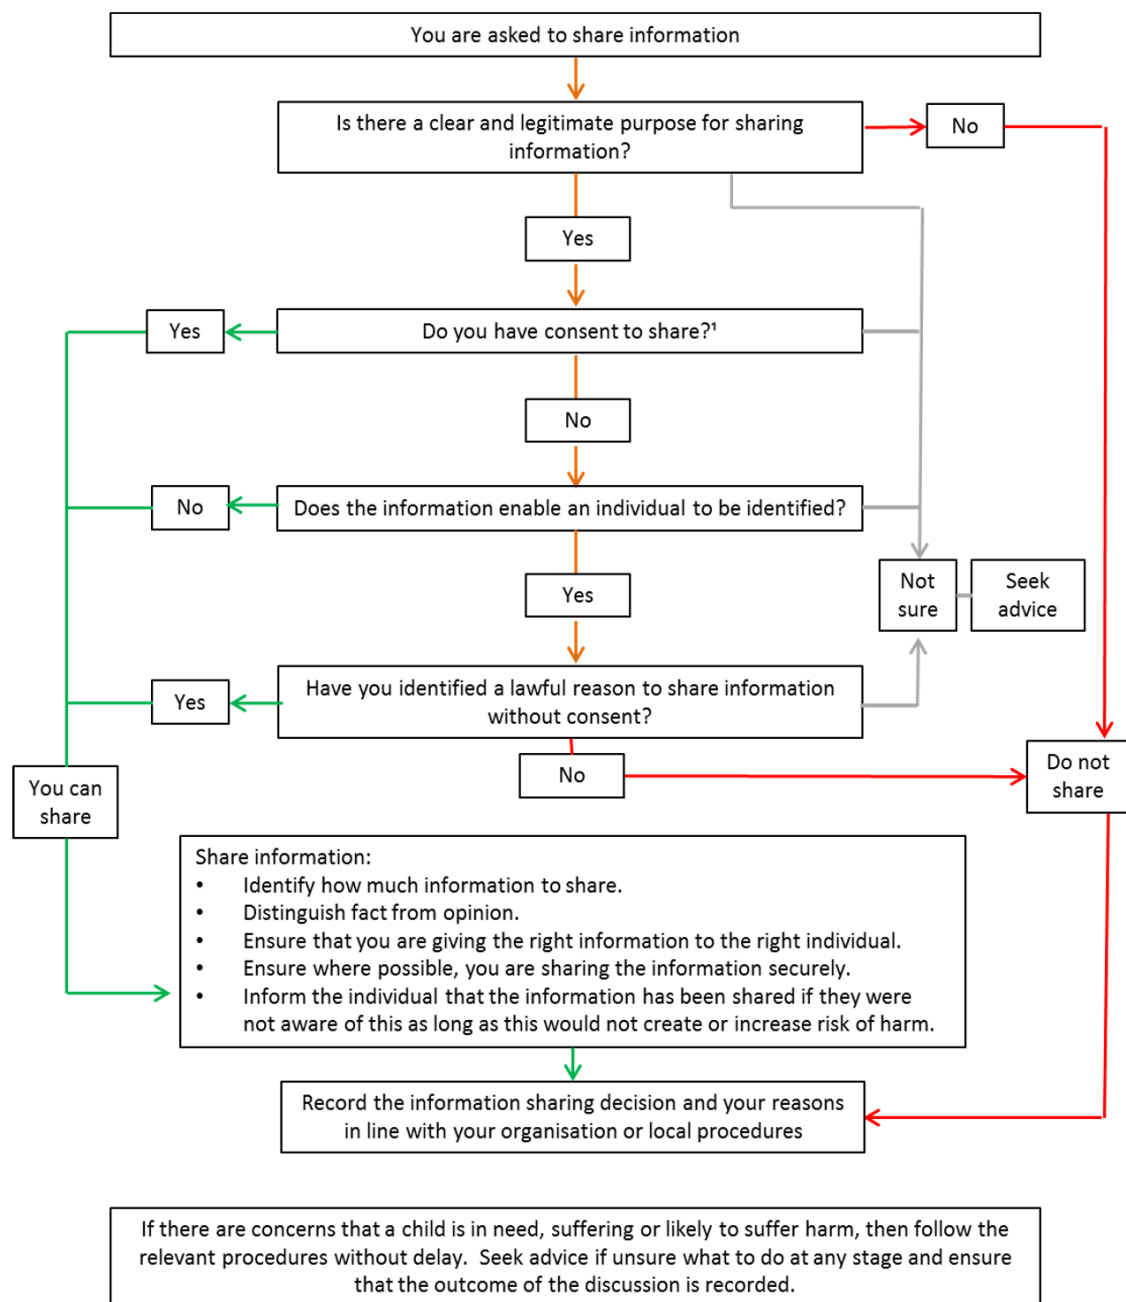 You are asked to share information
Is there a clear and legitimate purpose for sharing
information?
No
Yes
Yes
Do you have consent to share?¹
No
No
Does the information enable an individual to be identified?
Yes
Not
sure
Seek
advice
Yes
Have you identified a lawful reason to share information
without consent?
No
Do not
share
You can
share
Share information:
• Identify how much information to share.
• Distinguish fact from opinion.
• Ensure that you are giving the right information to the right individual.
• Ensure where possible, you are sharing the information securely.
• Inform the individual that the information has been shared if they were
not aware of this as long as this would not create or increase risk of harm.
Record the information sharing decision and your reasons
in line with your organisation or local procedures
If there are concerns that a child is in need, suffering or likely to suffer harm, then follow the
relevant procedures without delay.  Seek advice if unsure what to do at any stage and ensure
that the outcome of the discussion is recorded.